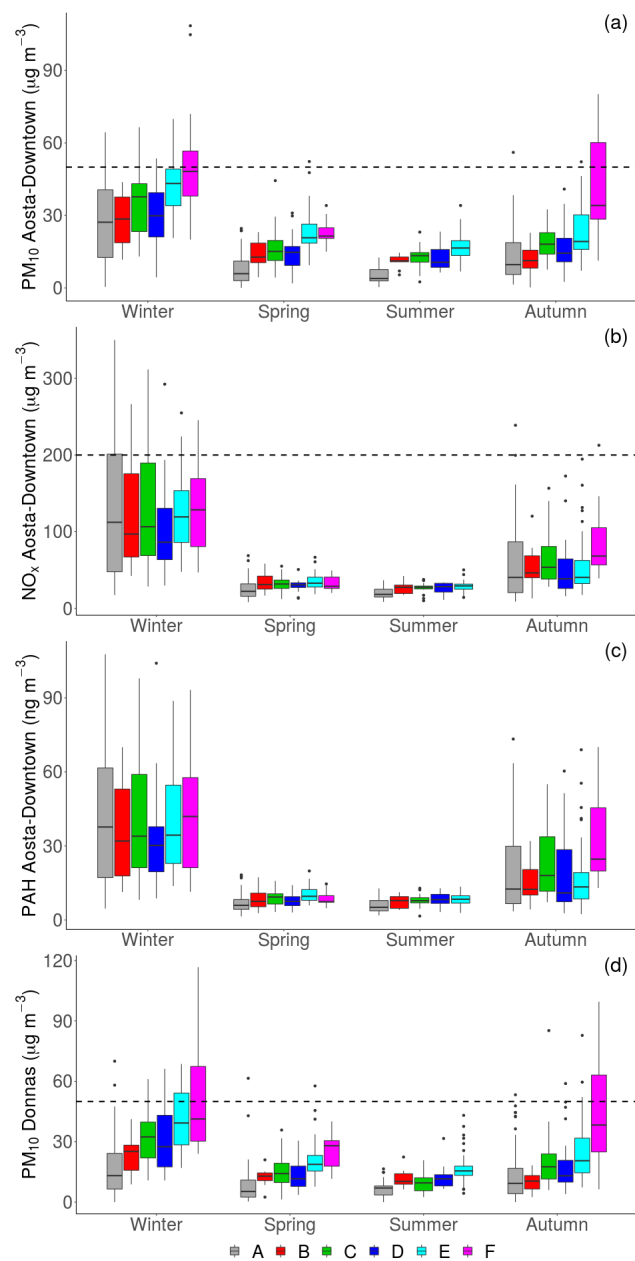 (a)
PM10 Aosta-Downtown (μg m−3)
90
60
30
0
Winter Spring Summer Autumn
(b)
NOx Aosta-Downtown (μg m−3)
300
200
100
0
Winter Spring Summer Autumn
(c)
PAH Aosta-Downtown (ng m−3)
90
60
30
0
Winter Spring Summer Autumn
(d)
PM10 Donnas (μg m−3)
120
90
60
30
0
Winter Spring Summer Autumn
A B C D E F